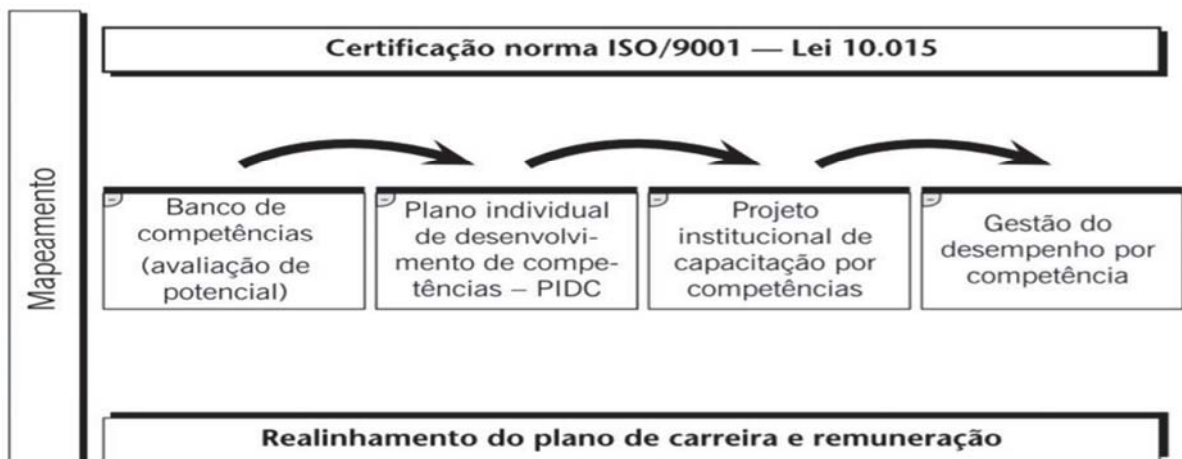 Certificação norma ISO/9001 — Lei 10.015
Mapeamento
Banco de
competências
(avaliação de
potencial)
Plano individual
de desenvolvi-
mento de compe-
tências – PIDC
Projeto
institucional de
capacitação por
competências
Gestão do
desempenho por
competência
Realinhamento do plano de carreira e remuneração